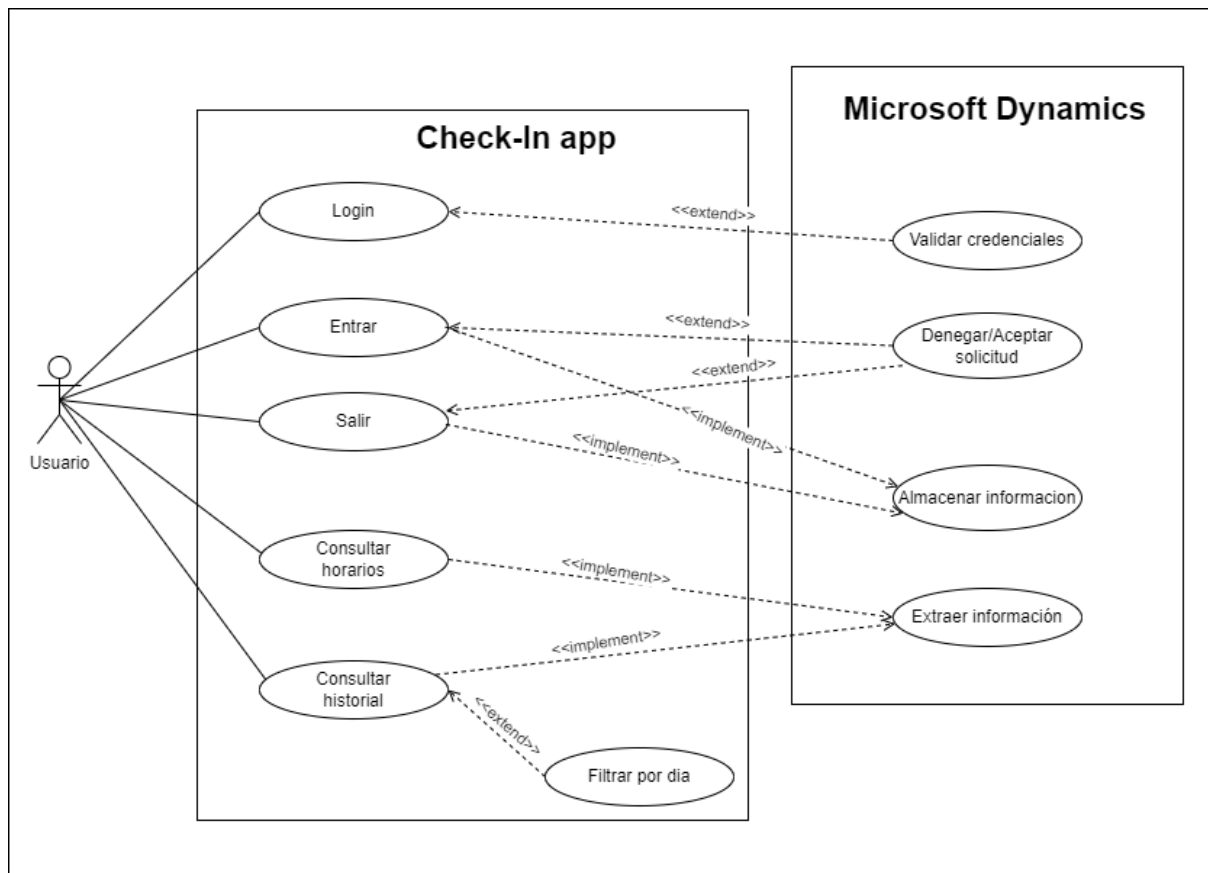 Microsoft Dynamics
Check-In app
Login
<<extend>>
Validar credenciales
Entrar
<<extend>>
Denegar/Aceptar
solicitud
<<extend>>
Salir
<<implement>>
<<implement>>
Usuario
Almacenar informacion
Consultar
horarios
<<implement>>
Extraer información
<<implement>>
Consultar
historial
<<extend>>
Filtrar por dia